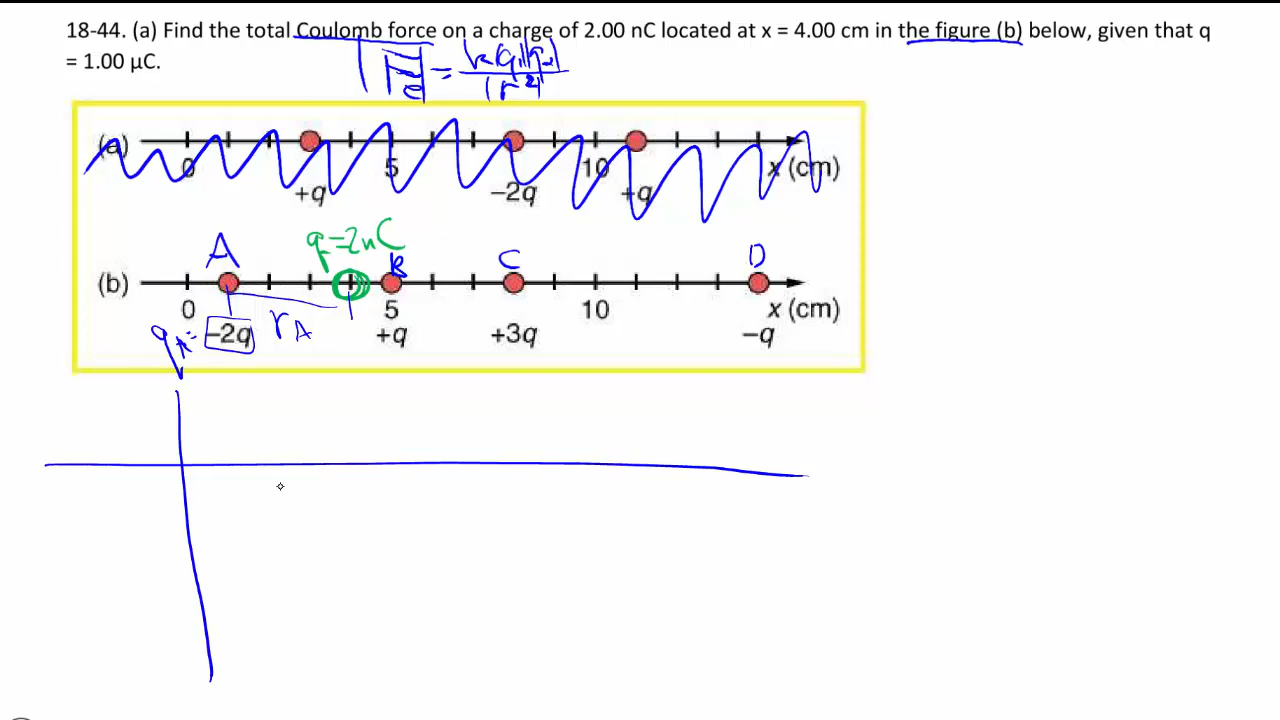 18-44. (a) Find the total Coulomb force on a charge of 2.00 nC located at x = 4.00 cm in the figure (b) below, given that q
= 1.00 µC.
|Fe| = k|q1||q2|
|r²|
(a)
0 5 10 x (cm)
+q −2q +q
q=2nC
A B C D
(b)
0 5 10 x (cm)
rA
qA= −2q +q +3q −q